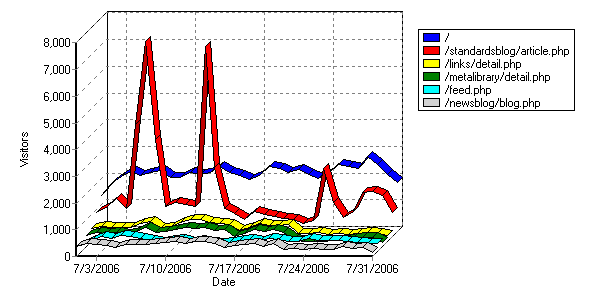 8,000
7,000
6,000
5,000
4,000
3,000
2,000
1,000
0
Visitors
7/3/2006 7/10/2006 7/17/2006 7/24/2006 7/31/2006
Date
/
/standardsblog/article.php
/links/detail.php
/metalibrary/detail.php
/feed.php
/newsblog/blog.php